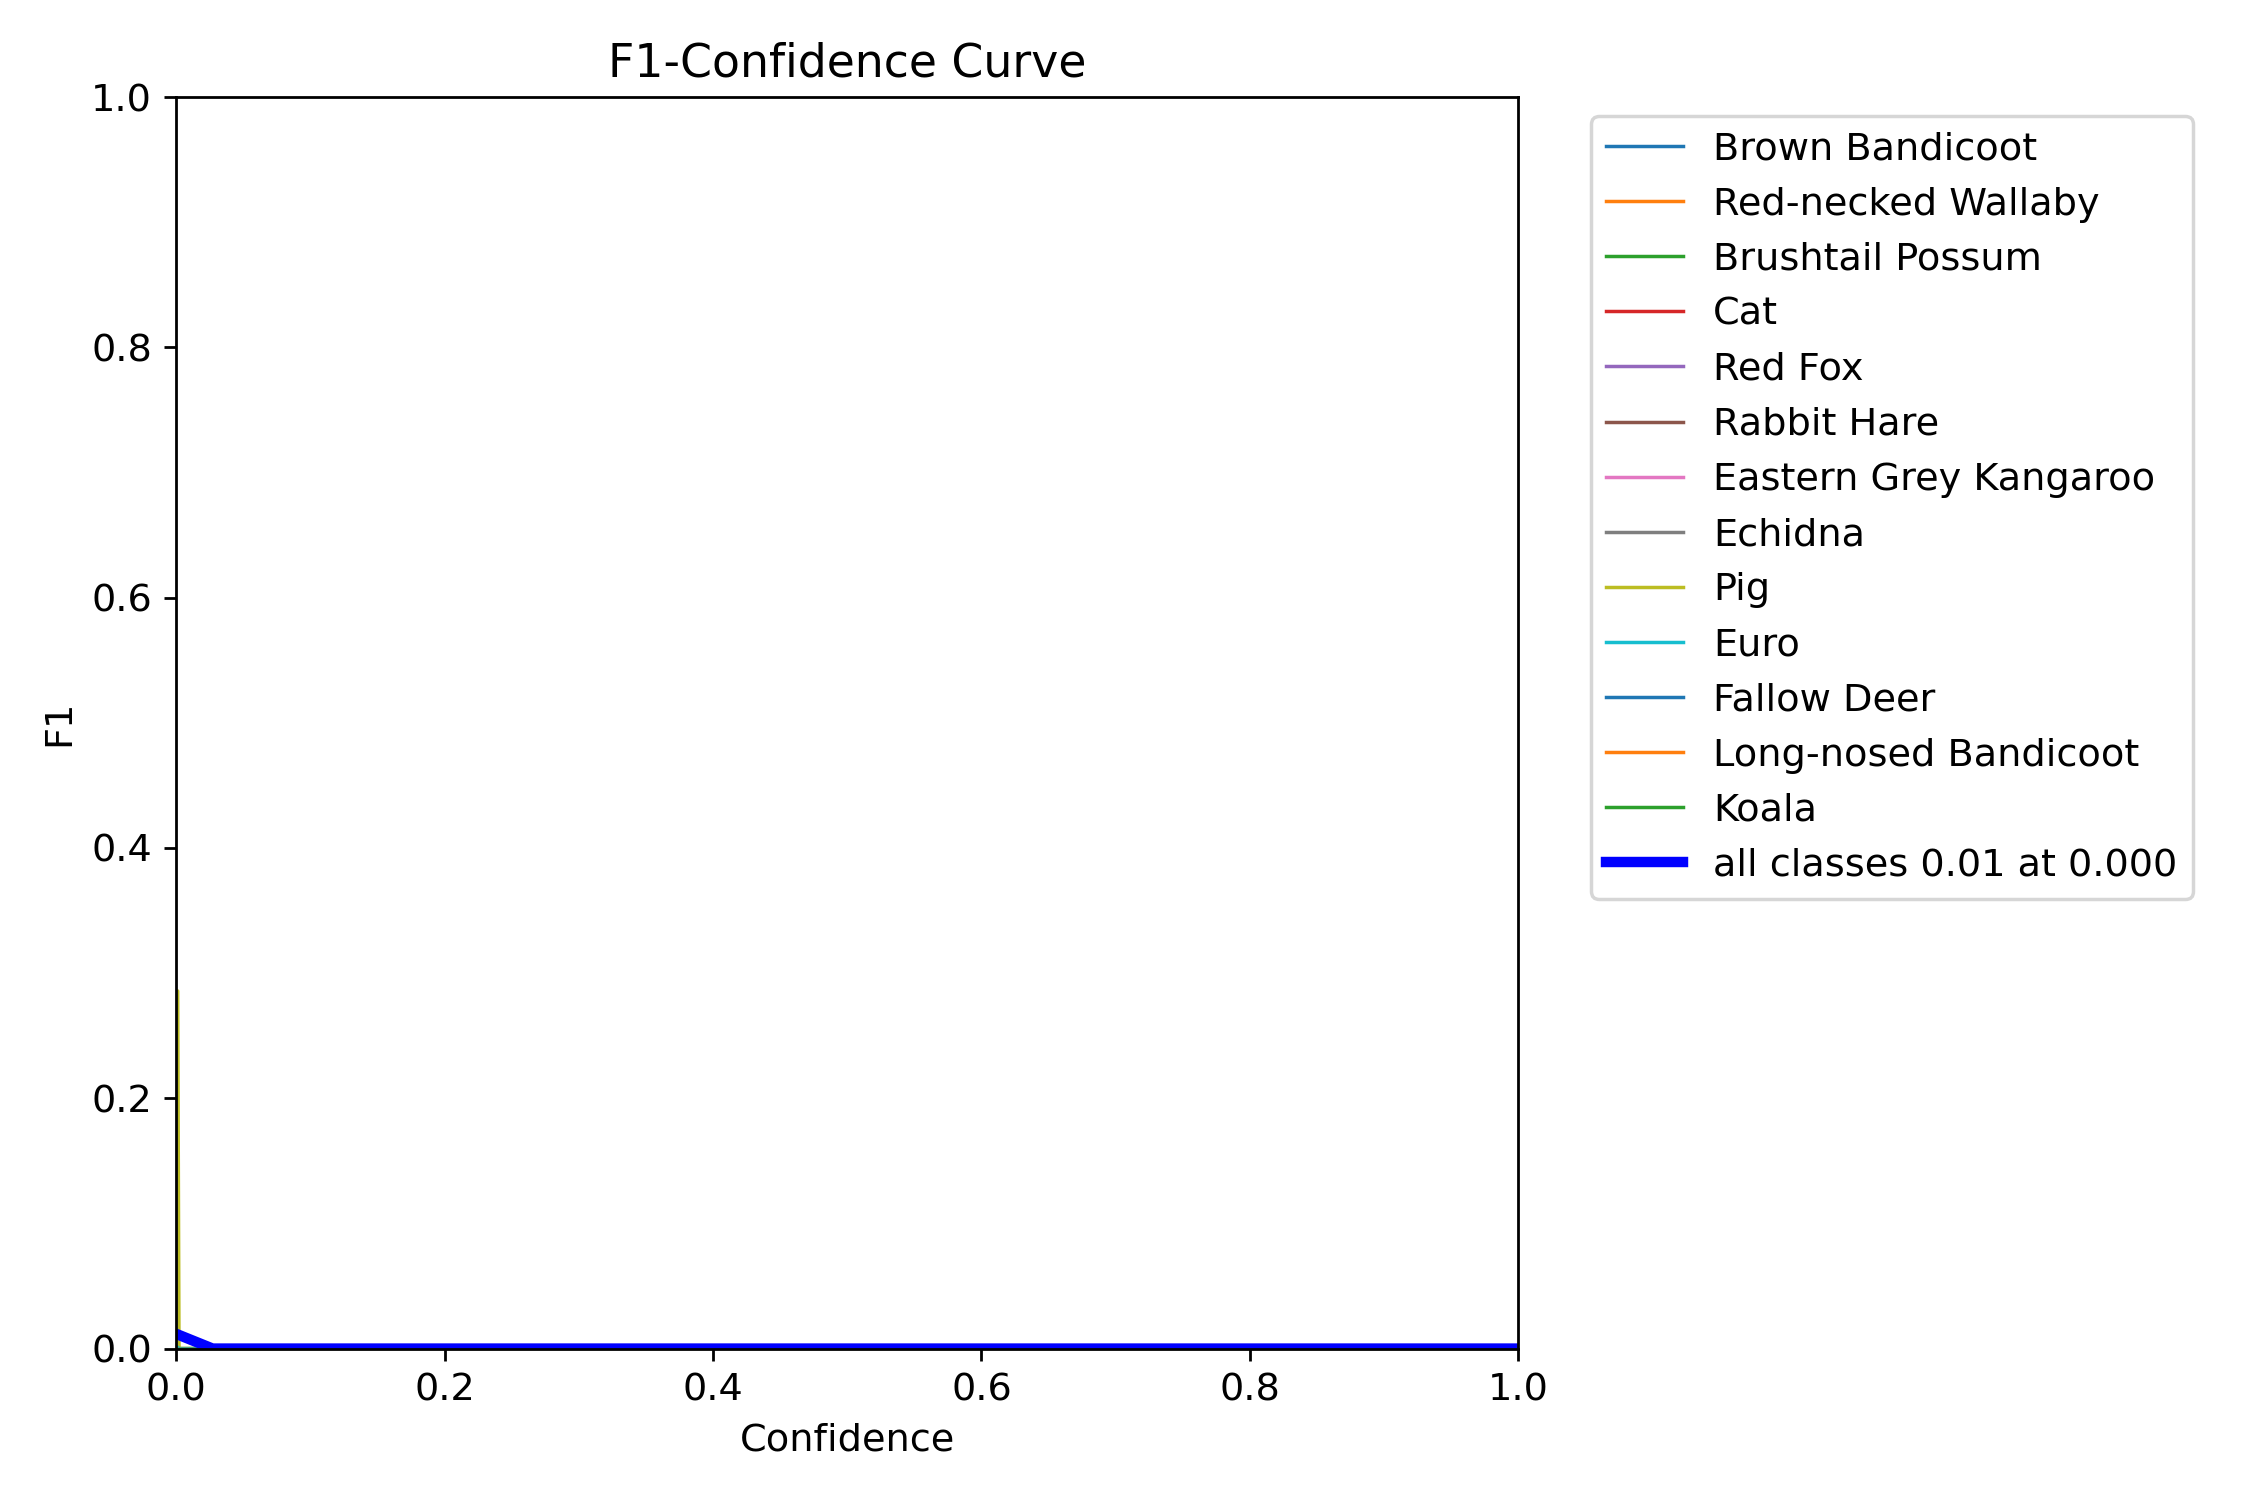 F1-Confidence Curve
1.0
0.8
0.6
0.4
0.2
0.0
F1
0.0 0.2 0.4 0.6 0.8 1.0
Confidence
Brown Bandicoot
Red-necked Wallaby
Brushtail Possum
Cat
Red Fox
Rabbit Hare
Eastern Grey Kangaroo
Echidna
Pig
Euro
Fallow Deer
Long-nosed Bandicoot
Koala
all classes 0.01 at 0.000